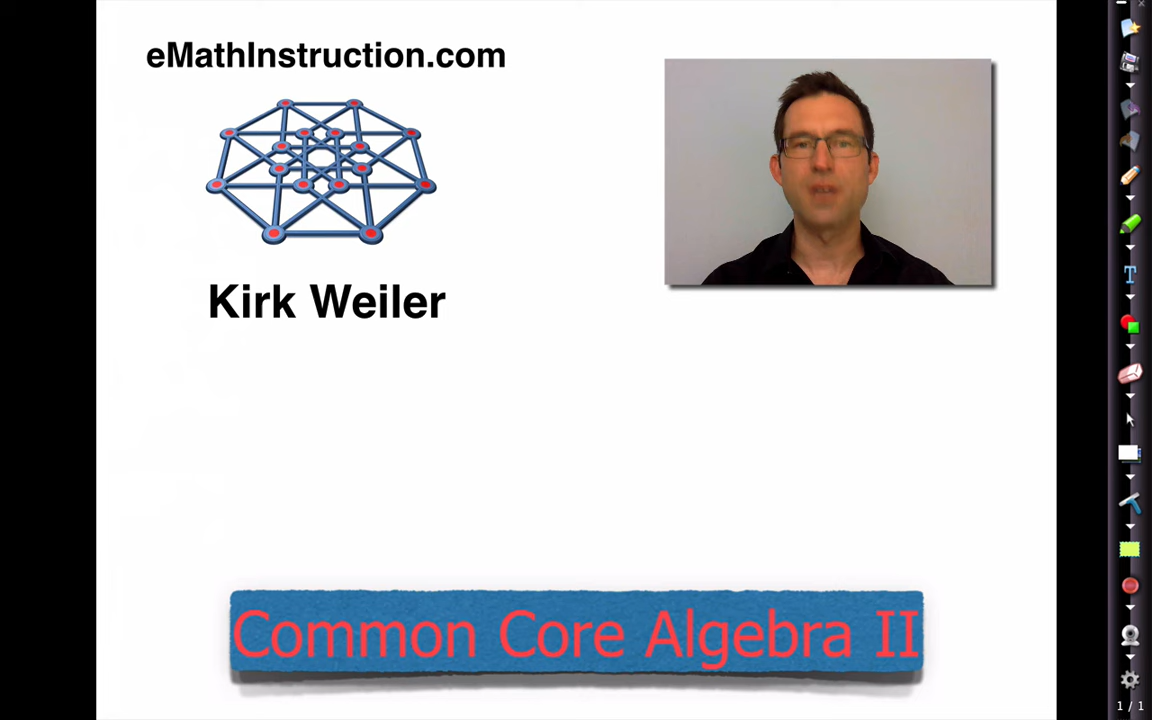 eMathInstruction.com
Kirk Weiler
Common Core Algebra II
T
1 / 1